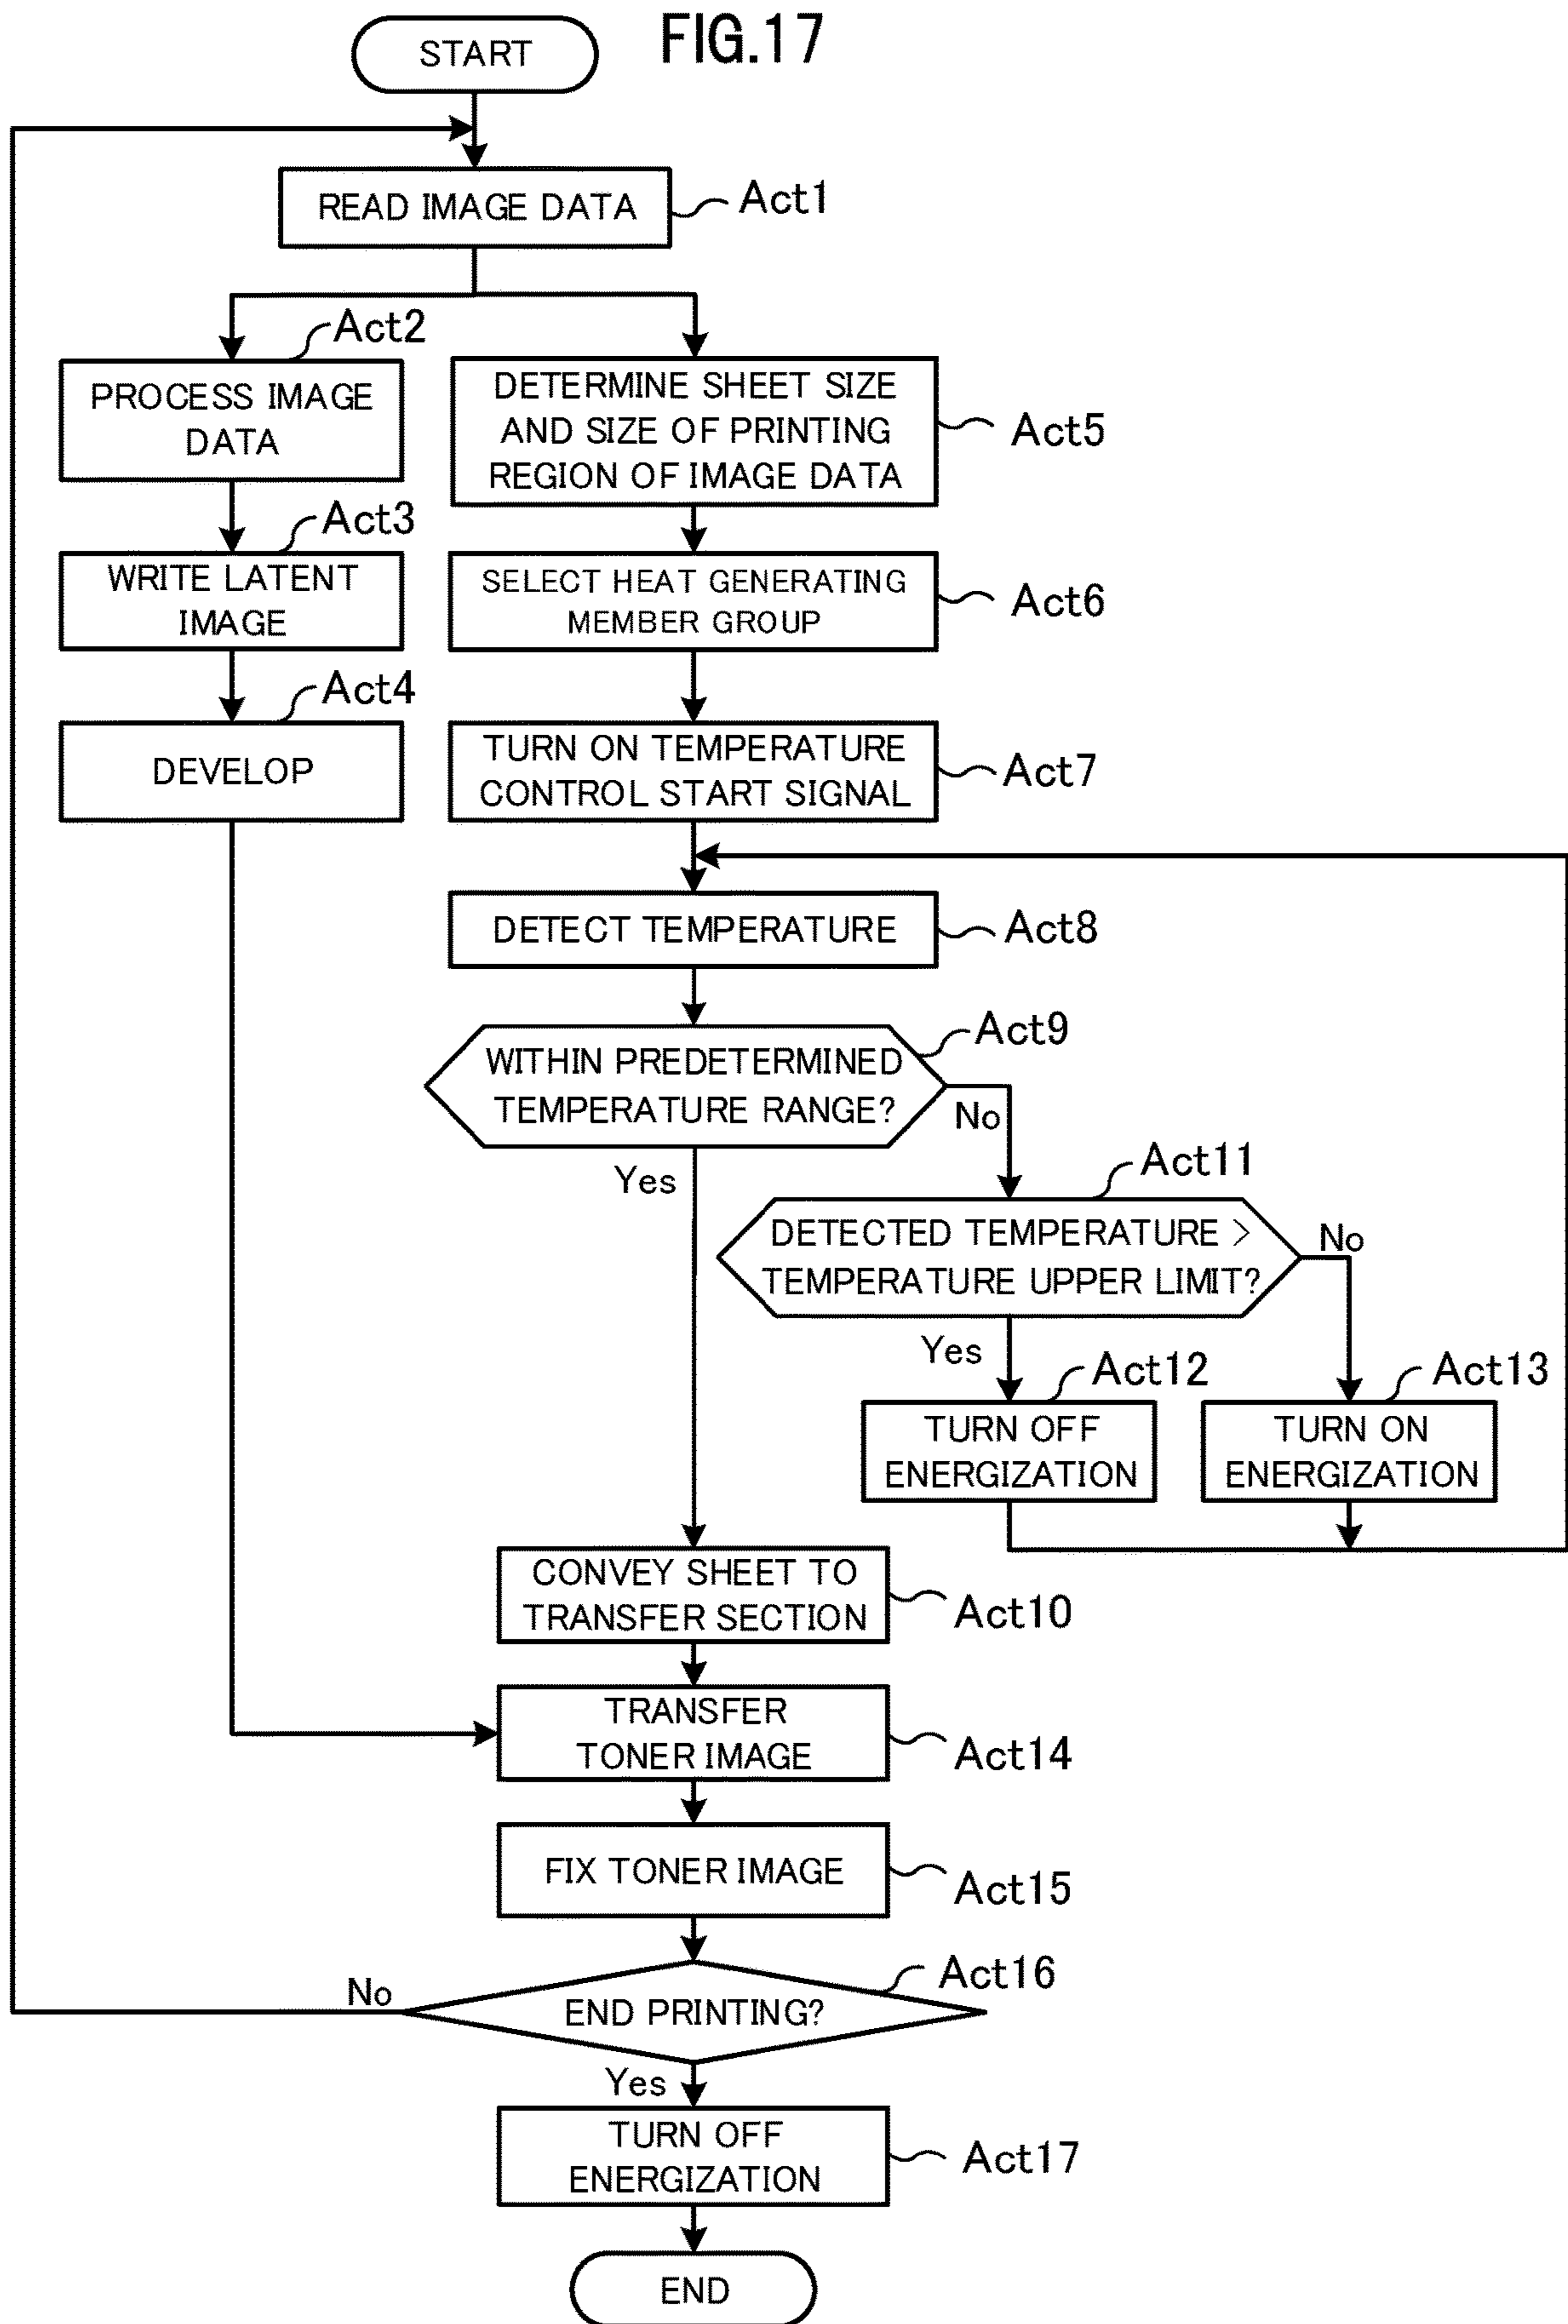 FIG.17
START
READ IMAGE DATA
Act1
Act2
PROCESS IMAGE
DATA
Act3
WRITE LATENT
IMAGE
Act4
DEVELOP
DETERMINE SHEET SIZE
AND SIZE OF PRINTING
REGION OF IMAGE DATA
Act5
SELECT HEAT GENERATING
MEMBER GROUP
Act6
TURN ON TEMPERATURE
CONTROL START SIGNAL
Act7
DETECT TEMPERATURE
Act8
Act9
WITHIN PREDETERMINED
TEMPERATURE RANGE?
No
Yes
Act11
DETECTED TEMPERATURE >
TEMPERATURE UPPER LIMIT?
No
Yes
Act12
TURN OFF
ENERGIZATION
Act13
TURN ON
ENERGIZATION
CONVEY SHEET TO
TRANSFER SECTION
Act10
TRANSFER
TONER IMAGE
Act14
FIX TONER IMAGE
Act15
Act16
END PRINTING?
No
Yes
TURN OFF
ENERGIZATION
Act17
END